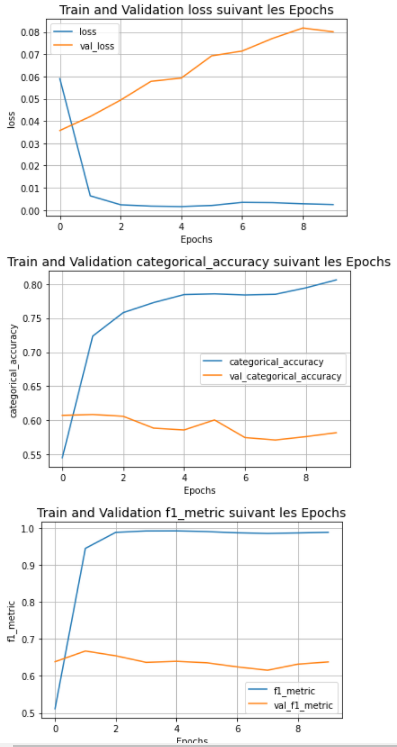 Train and Validation loss suivant les Epochs
loss
val_loss
0.08
0.07
0.06
0.05
0.04
0.03
0.02
0.01
0.00
loss
0 2 4 6 8
Epochs
Train and Validation categorical_accuracy suivant les Epochs
0.80
0.75
0.70
0.65
0.60
0.55
categorical_accuracy
categorical_accuracy
val_categorical_accuracy
0 2 4 6 8
Epochs
Train and Validation f1_metric suivant les Epochs
1.0
0.9
0.8
0.7
0.6
0.5
f1_metric
f1_metric
val_f1_metric
0 2 4 6 8
Epochs